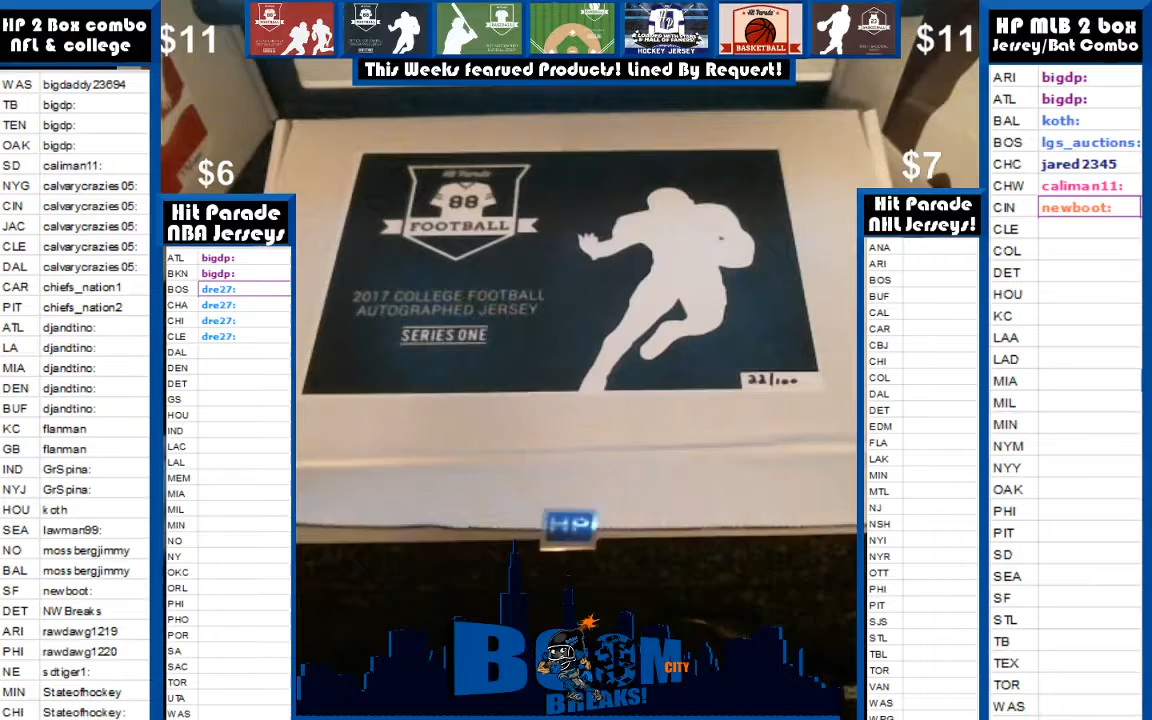 HP 2 Box combo
NFL & college
$11
This Weeks fearued Products! Lined By Request!
$11
HP MLB 2 box
Jersey/Bat Combo
WAS bigdaddy23694
TB bigdp:
TEN bigdp:
OAK bigdp:
SD caliman11:
NYG calvarycrazies05:
CIN calvarycrazies05:
JAC calvarycrazies05:
CLE calvarycrazies05:
DAL calvarycrazies05:
CAR chiefs_nation1
PIT chiefs_nation2
ATL djandtino:
LA djandtino:
MIA djandtino:
DEN djandtino:
BUF djandtino:
KC flanman
GB flanman
IND GrSpina:
NYJ GrSpina:
HOU koth
SEA lawman99:
NO mossbergjimmy
BAL mossbergjimmy
SF newboot:
DET NW Breaks
ARI rawdawg1219
PHI rawdawg1220
NE sdtiger1:
MIN Stateofhockey
CHI Stateofhockey:
$6
Hit Parade
NBA Jerseys
ATL bigdp:
BKN bigdp:
BOS dre27:
CHA dre27:
CHI dre27:
CLE dre27:
DAL
DEN
DET
GS
HOU
IND
LAC
LAL
MEM
MIA
MIL
MIN
NO
NY
OKC
ORL
PHI
PHO
POR
SA
SAC
TOR
UTA
WAS
HOCKEY JERSEY
BASKETBALL
Hit Parade
88
FOOTBALL
2017 COLLEGE FOOTBALL
AUTOGRAPHED JERSEY
SERIES ONE
22/100
HP
BOOM
CITY
BREAKS!
$7
Hit Parade
NHL Jerseys!
ANA
ARI
BOS
BUF
CAL
CAR
CBJ
CHI
COL
DAL
DET
EDM
FLA
LAK
MIN
MTL
NJ
NSH
NYI
NYR
OTT
PHI
PIT
SJS
STL
TBL
TOR
VAN
WAS
WPG
ARI bigdp:
ATL bigdp:
BAL koth:
BOS lgs_auctions:
CHC jared2345
CHW caliman11:
CIN newboot:
CLE
COL
DET
HOU
KC
LAA
LAD
MIA
MIL
MIN
NYM
NYY
OAK
PHI
PIT
SD
SEA
SF
STL
TB
TEX
TOR
WAS